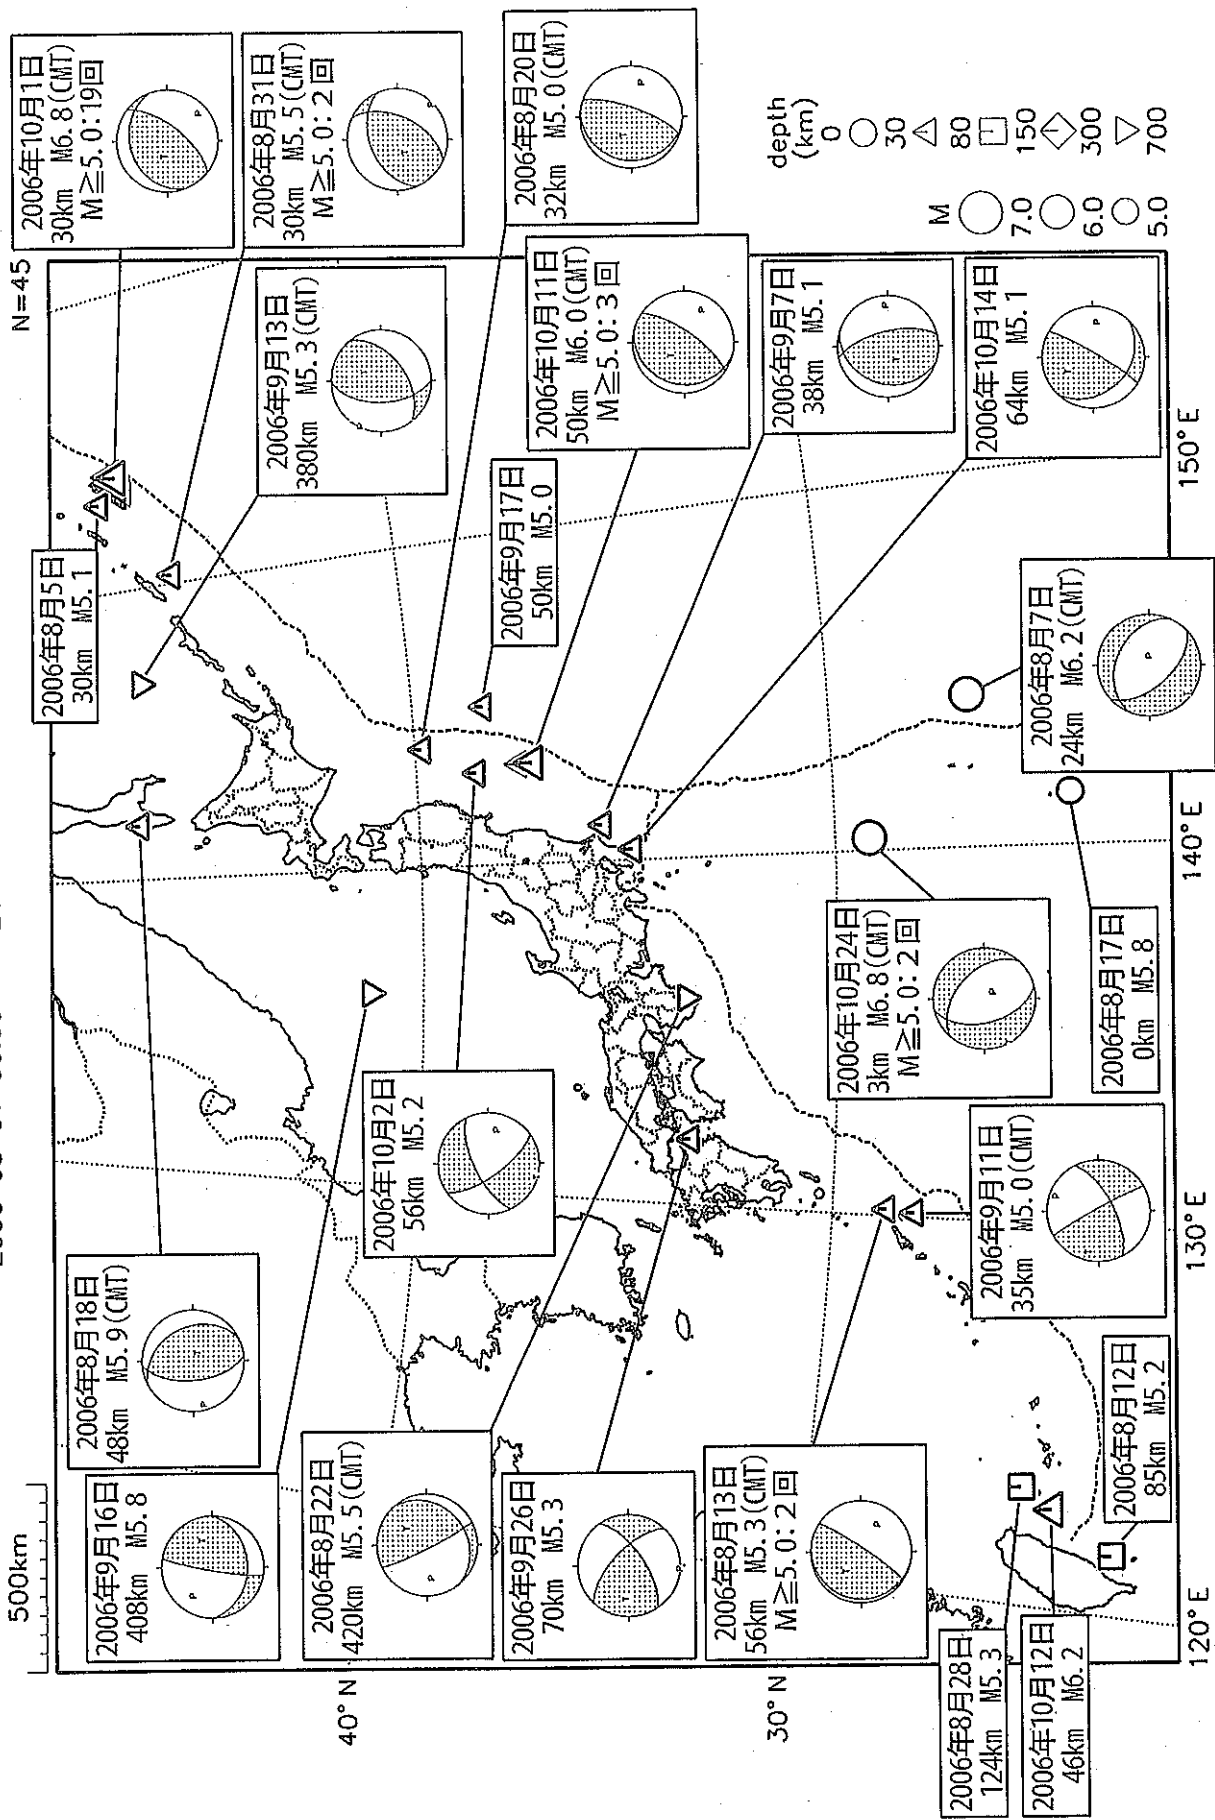 500km
N=45
2006年10月1日
30km M6.8(CMT)
M≧5.0:19回
2006年8月31日
30km M5.5(CMT)
M≧5.0:2回
2006年8月20日
32km M5.0(CMT)
2006年8月5日
30km M5.1
2006年9月13日
380km M5.3(CMT)
2006年9月17日
50km M5.0
2006年10月11日
50km M6.0(CMT)
M≧5.0:3回
2006年9月7日
38km M5.1
2006年10月14日
64km M5.1
2006年8月18日
48km M5.9(CMT)
2006年9月16日
408km M5.8
2006年10月2日
56km M5.2
2006年8月22日
420km M5.5(CMT)
2006年9月26日
70km M5.3
2006年8月13日
56km M5.3(CMT)
M≧5.0:2回
2006年9月11日
35km M5.0(CMT)
2006年10月24日
3km M6.8(CMT)
M≧5.0:2回
2006年8月17日
0km M5.8
2006年8月7日
24km M6.2(CMT)
2006年8月12日
85km M5.2
2006年8月28日
124km M5.3
2006年10月12日
46km M6.2
40°N
30°N
120°E
130°E
140°E
150°E
M
7.0
6.0
5.0
depth
(km)
0
30
80
150
300
700